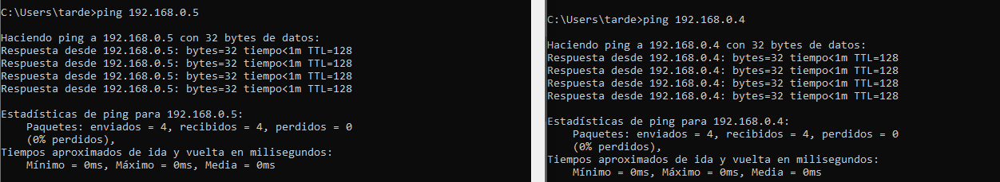 C:\Users\tarde>ping 192.168.0.5
Haciendo ping a 192.168.0.5 con 32 bytes de datos:
Respuesta desde 192.168.0.5: bytes=32 tiempo<1m TTL=128
Respuesta desde 192.168.0.5: bytes=32 tiempo<1m TTL=128
Respuesta desde 192.168.0.5: bytes=32 tiempo<1m TTL=128
Respuesta desde 192.168.0.5: bytes=32 tiempo<1m TTL=128
Estadísticas de ping para 192.168.0.5:
Paquetes: enviados = 4, recibidos = 4, perdidos = 0
(0% perdidos),
Tiempos aproximados de ida y vuelta en milisegundos:
Mínimo = 0ms, Máximo = 0ms, Media = 0ms
C:\Users\tarde>ping 192.168.0.4
Haciendo ping a 192.168.0.4 con 32 bytes de datos:
Respuesta desde 192.168.0.4: bytes=32 tiempo<1m TTL=128
Respuesta desde 192.168.0.4: bytes=32 tiempo<1m TTL=128
Respuesta desde 192.168.0.4: bytes=32 tiempo<1m TTL=128
Respuesta desde 192.168.0.4: bytes=32 tiempo<1m TTL=128
Estadísticas de ping para 192.168.0.4:
Paquetes: enviados = 4, recibidos = 4, perdidos = 0
(0% perdidos),
Tiempos aproximados de ida y vuelta en milisegundos:
Mínimo = 0ms, Máximo = 0ms, Media = 0ms